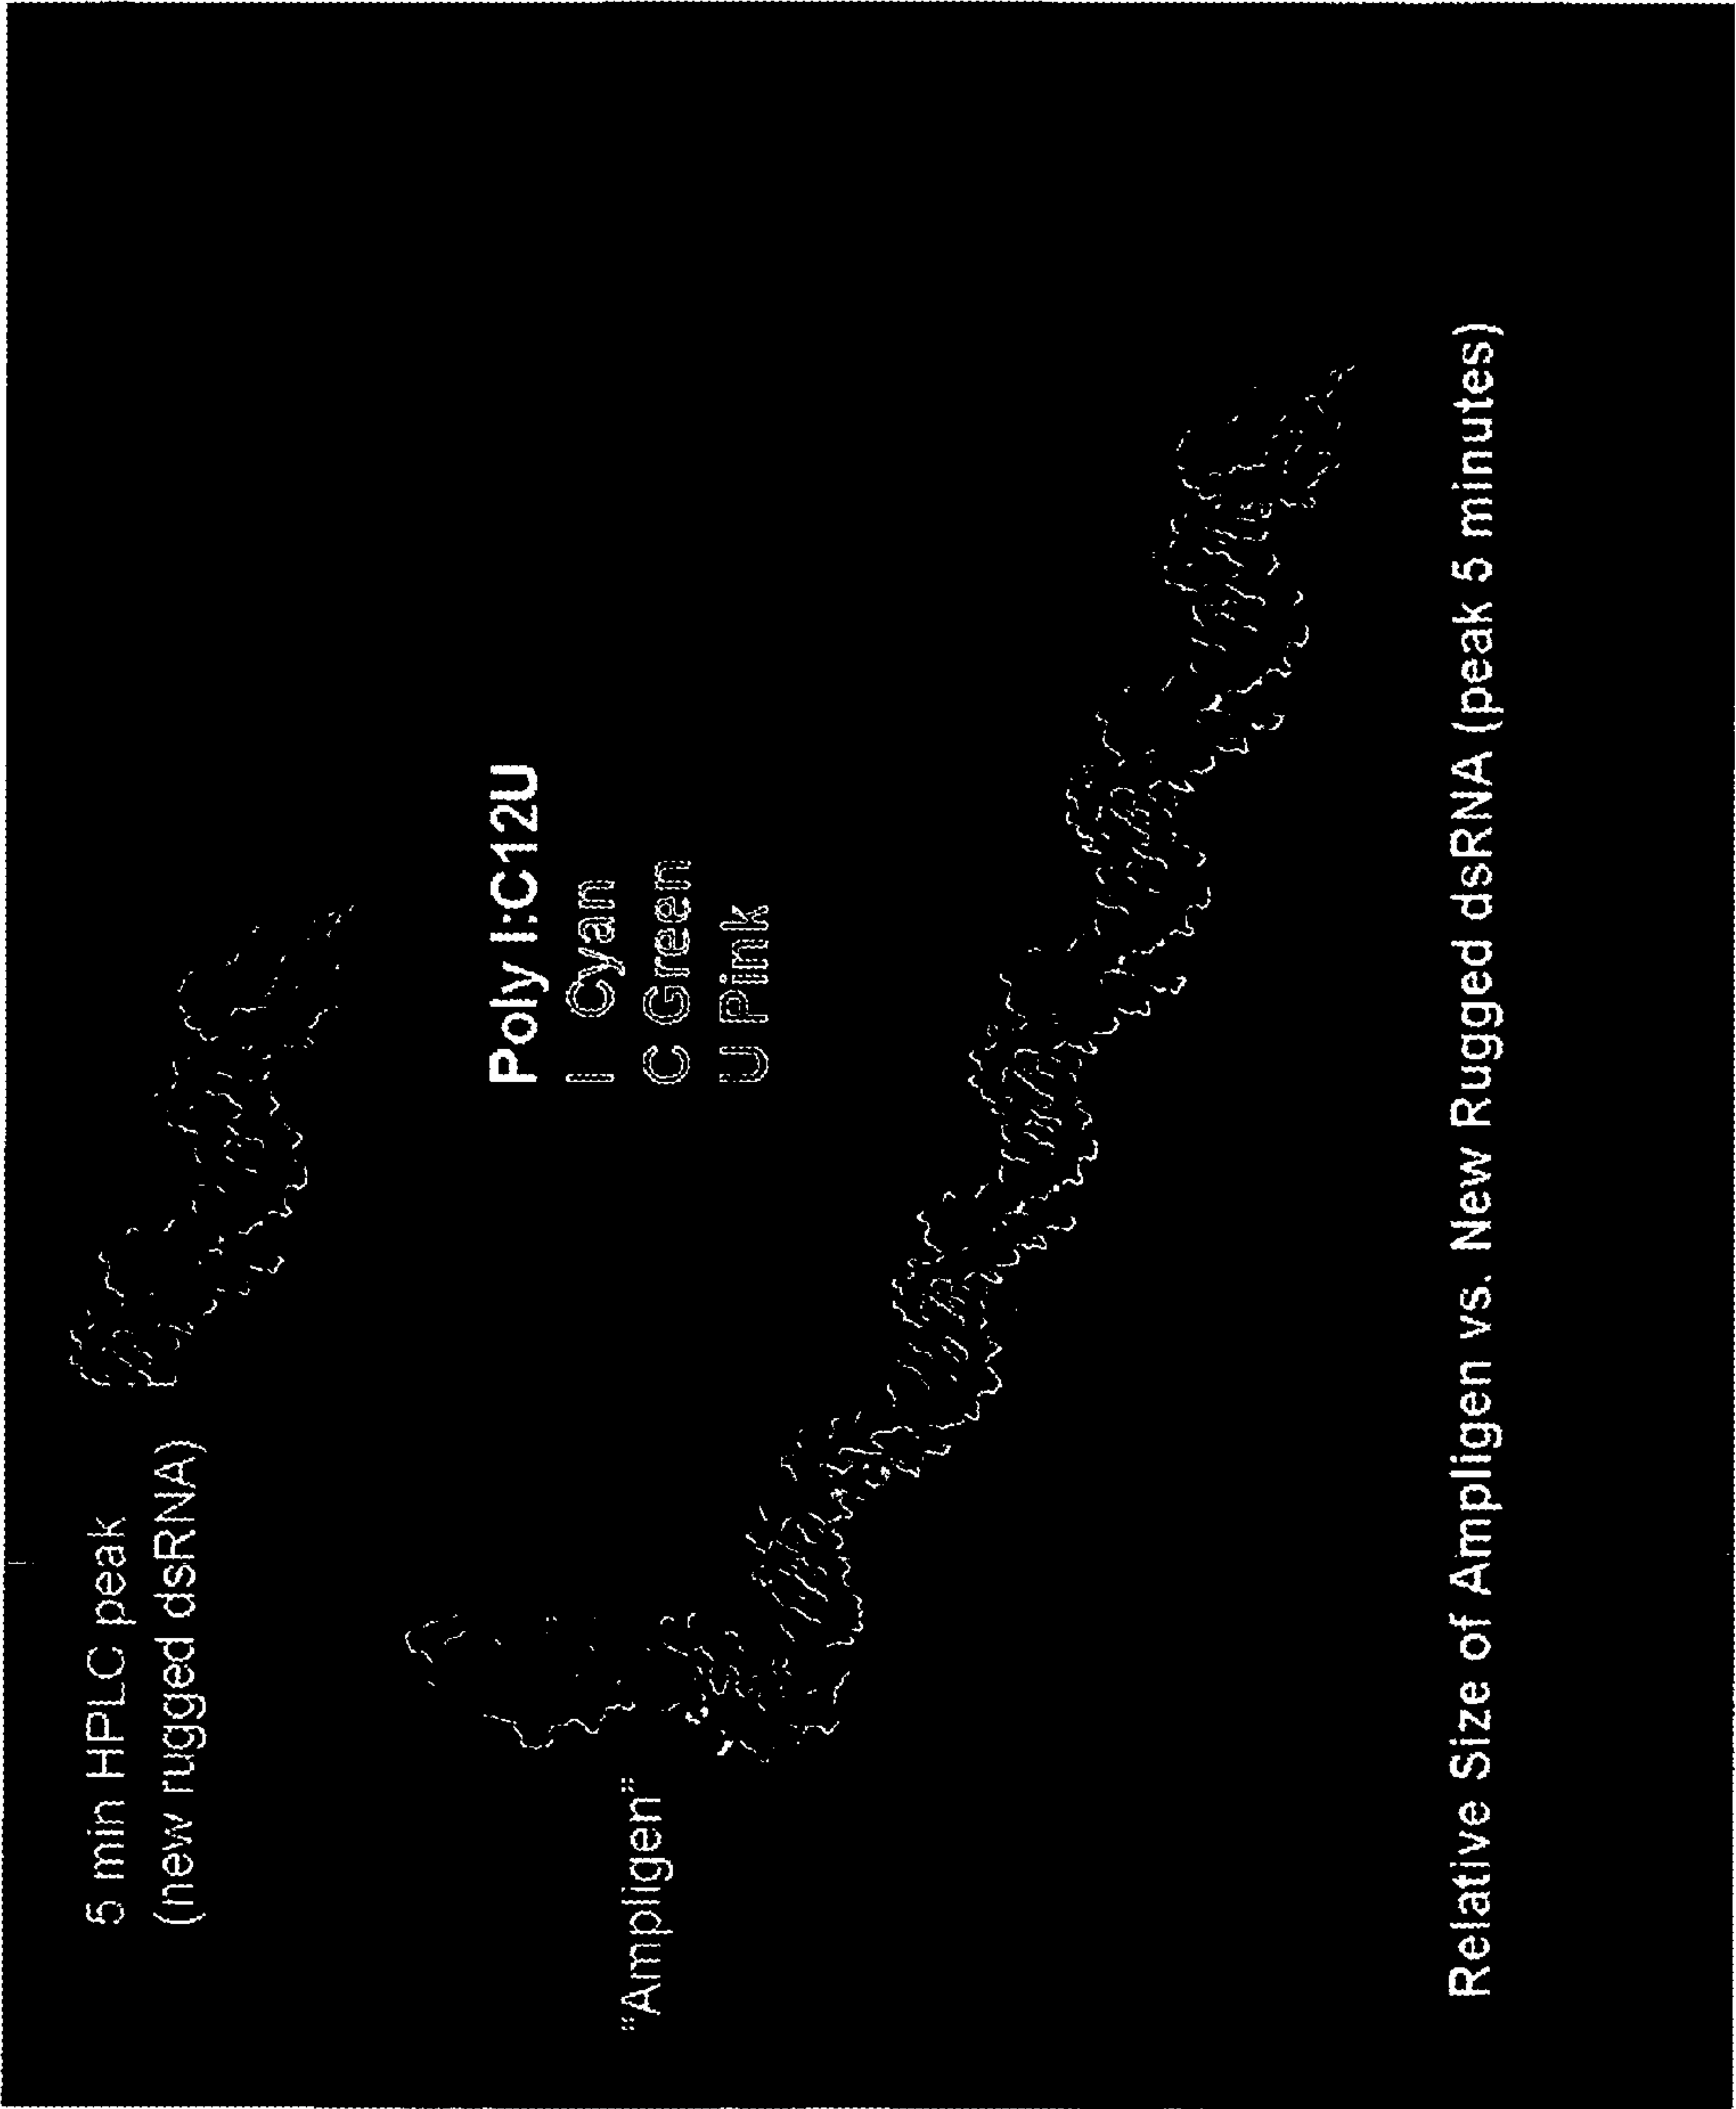 5 min HPLC peak
(new rugged dsRNA)
Poly I:C12U
I Cyan
C Green
U Pink
"Ampligen"
Relative Size of Ampligen vs. New Rugged dsRNA (peak 5 minutes)